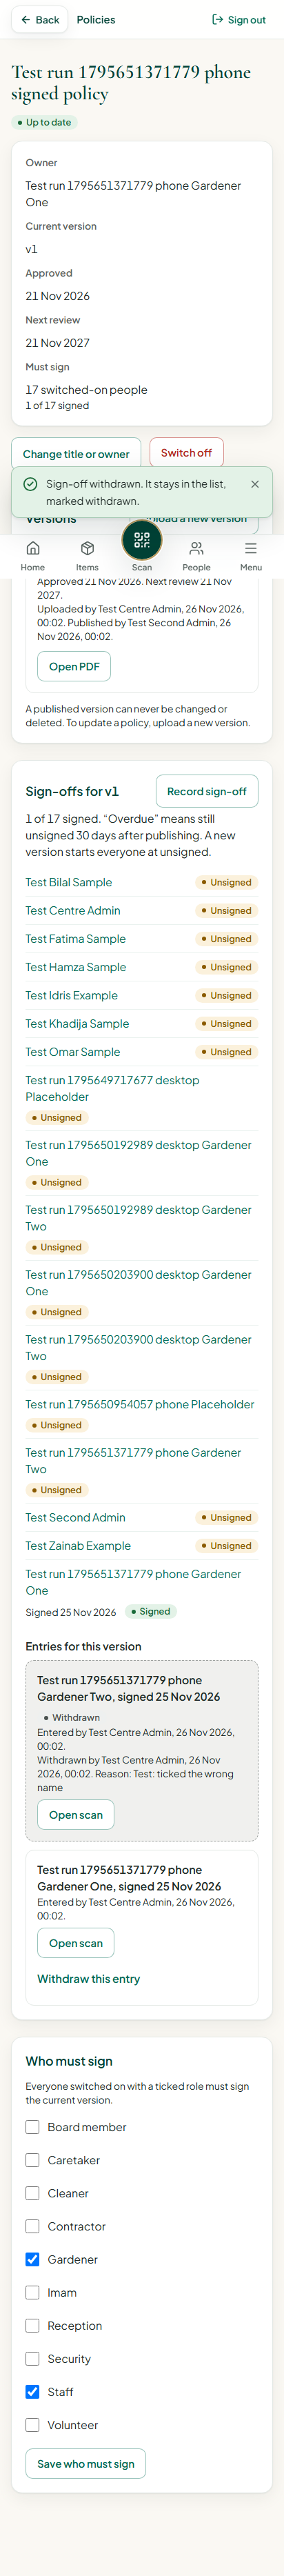 Back
Policies
Sign out
Test run 1795651371779 phone
signed policy
Up to date
Owner
Test run 1795651371779 phone Gardener
One
Current version
v1
Approved
21 Nov 2026
Next review
21 Nov 2027
Must sign
17 switched-on people
1 of 17 signed
Change title or owner
Switch off
Sign-off withdrawn. It stays in the list,
marked withdrawn.
Home
Items
Scan
People
Menu
Approved 21 Nov 2026. Next review 21 Nov
2027.
Uploaded by Test Centre Admin, 26 Nov 2026,
00:02. Published by Test Second Admin, 26
Nov 2026, 00:02.
Open PDF
A published version can never be changed or
deleted. To update a policy, upload a new version.
Sign-offs for v1
Record sign-off
1 of 17 signed. “Overdue” means still
unsigned 30 days after publishing. A new
version starts everyone at unsigned.
Test Bilal Sample
Unsigned
Test Centre Admin
Unsigned
Test Fatima Sample
Unsigned
Test Hamza Sample
Unsigned
Test Idris Example
Unsigned
Test Khadija Sample
Unsigned
Test Omar Sample
Unsigned
Test run 1795649717677 desktop
Placeholder
Unsigned
Test run 1795650192989 desktop Gardener
One
Unsigned
Test run 1795650192989 desktop Gardener
Two
Unsigned
Test run 1795650203900 desktop Gardener
One
Unsigned
Test run 1795650203900 desktop Gardener
Two
Unsigned
Test run 1795650954057 phone Placeholder
Unsigned
Test run 1795651371779 phone Gardener
Two
Unsigned
Test Second Admin
Unsigned
Test Zainab Example
Unsigned
Test run 1795651371779 phone Gardener
One
Signed 25 Nov 2026
Signed
Entries for this version
Test run 1795651371779 phone
Gardener Two, signed 25 Nov 2026
Withdrawn
Entered by Test Centre Admin, 26 Nov 2026,
00:02.
Withdrawn by Test Centre Admin, 26 Nov
2026, 00:02. Reason: Test: ticked the wrong
name
Open scan
Test run 1795651371779 phone
Gardener One, signed 25 Nov 2026
Entered by Test Centre Admin, 26 Nov 2026,
00:02.
Open scan
Withdraw this entry
Who must sign
Everyone switched on with a ticked role must sign
the current version.
Board member
Caretaker
Cleaner
Contractor
Gardener
Imam
Reception
Security
Staff
Volunteer
Save who must sign